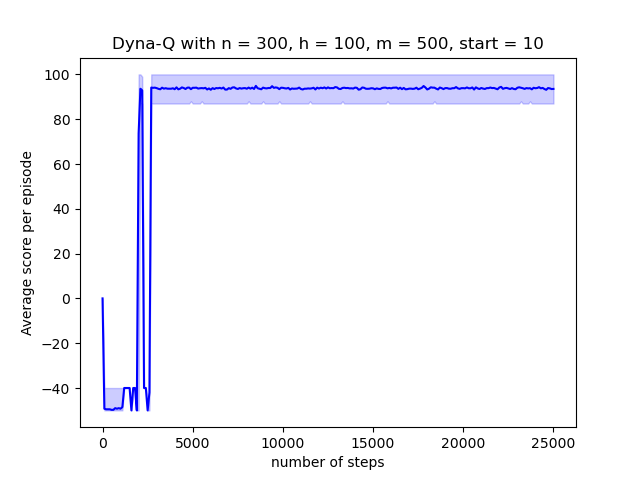 Dyna-Q with n = 300, h = 100, m = 500, start = 10
100
80
60
40
20
0
−20
−40
Average score per episode
0 5000 10000 15000 20000 25000
number of steps